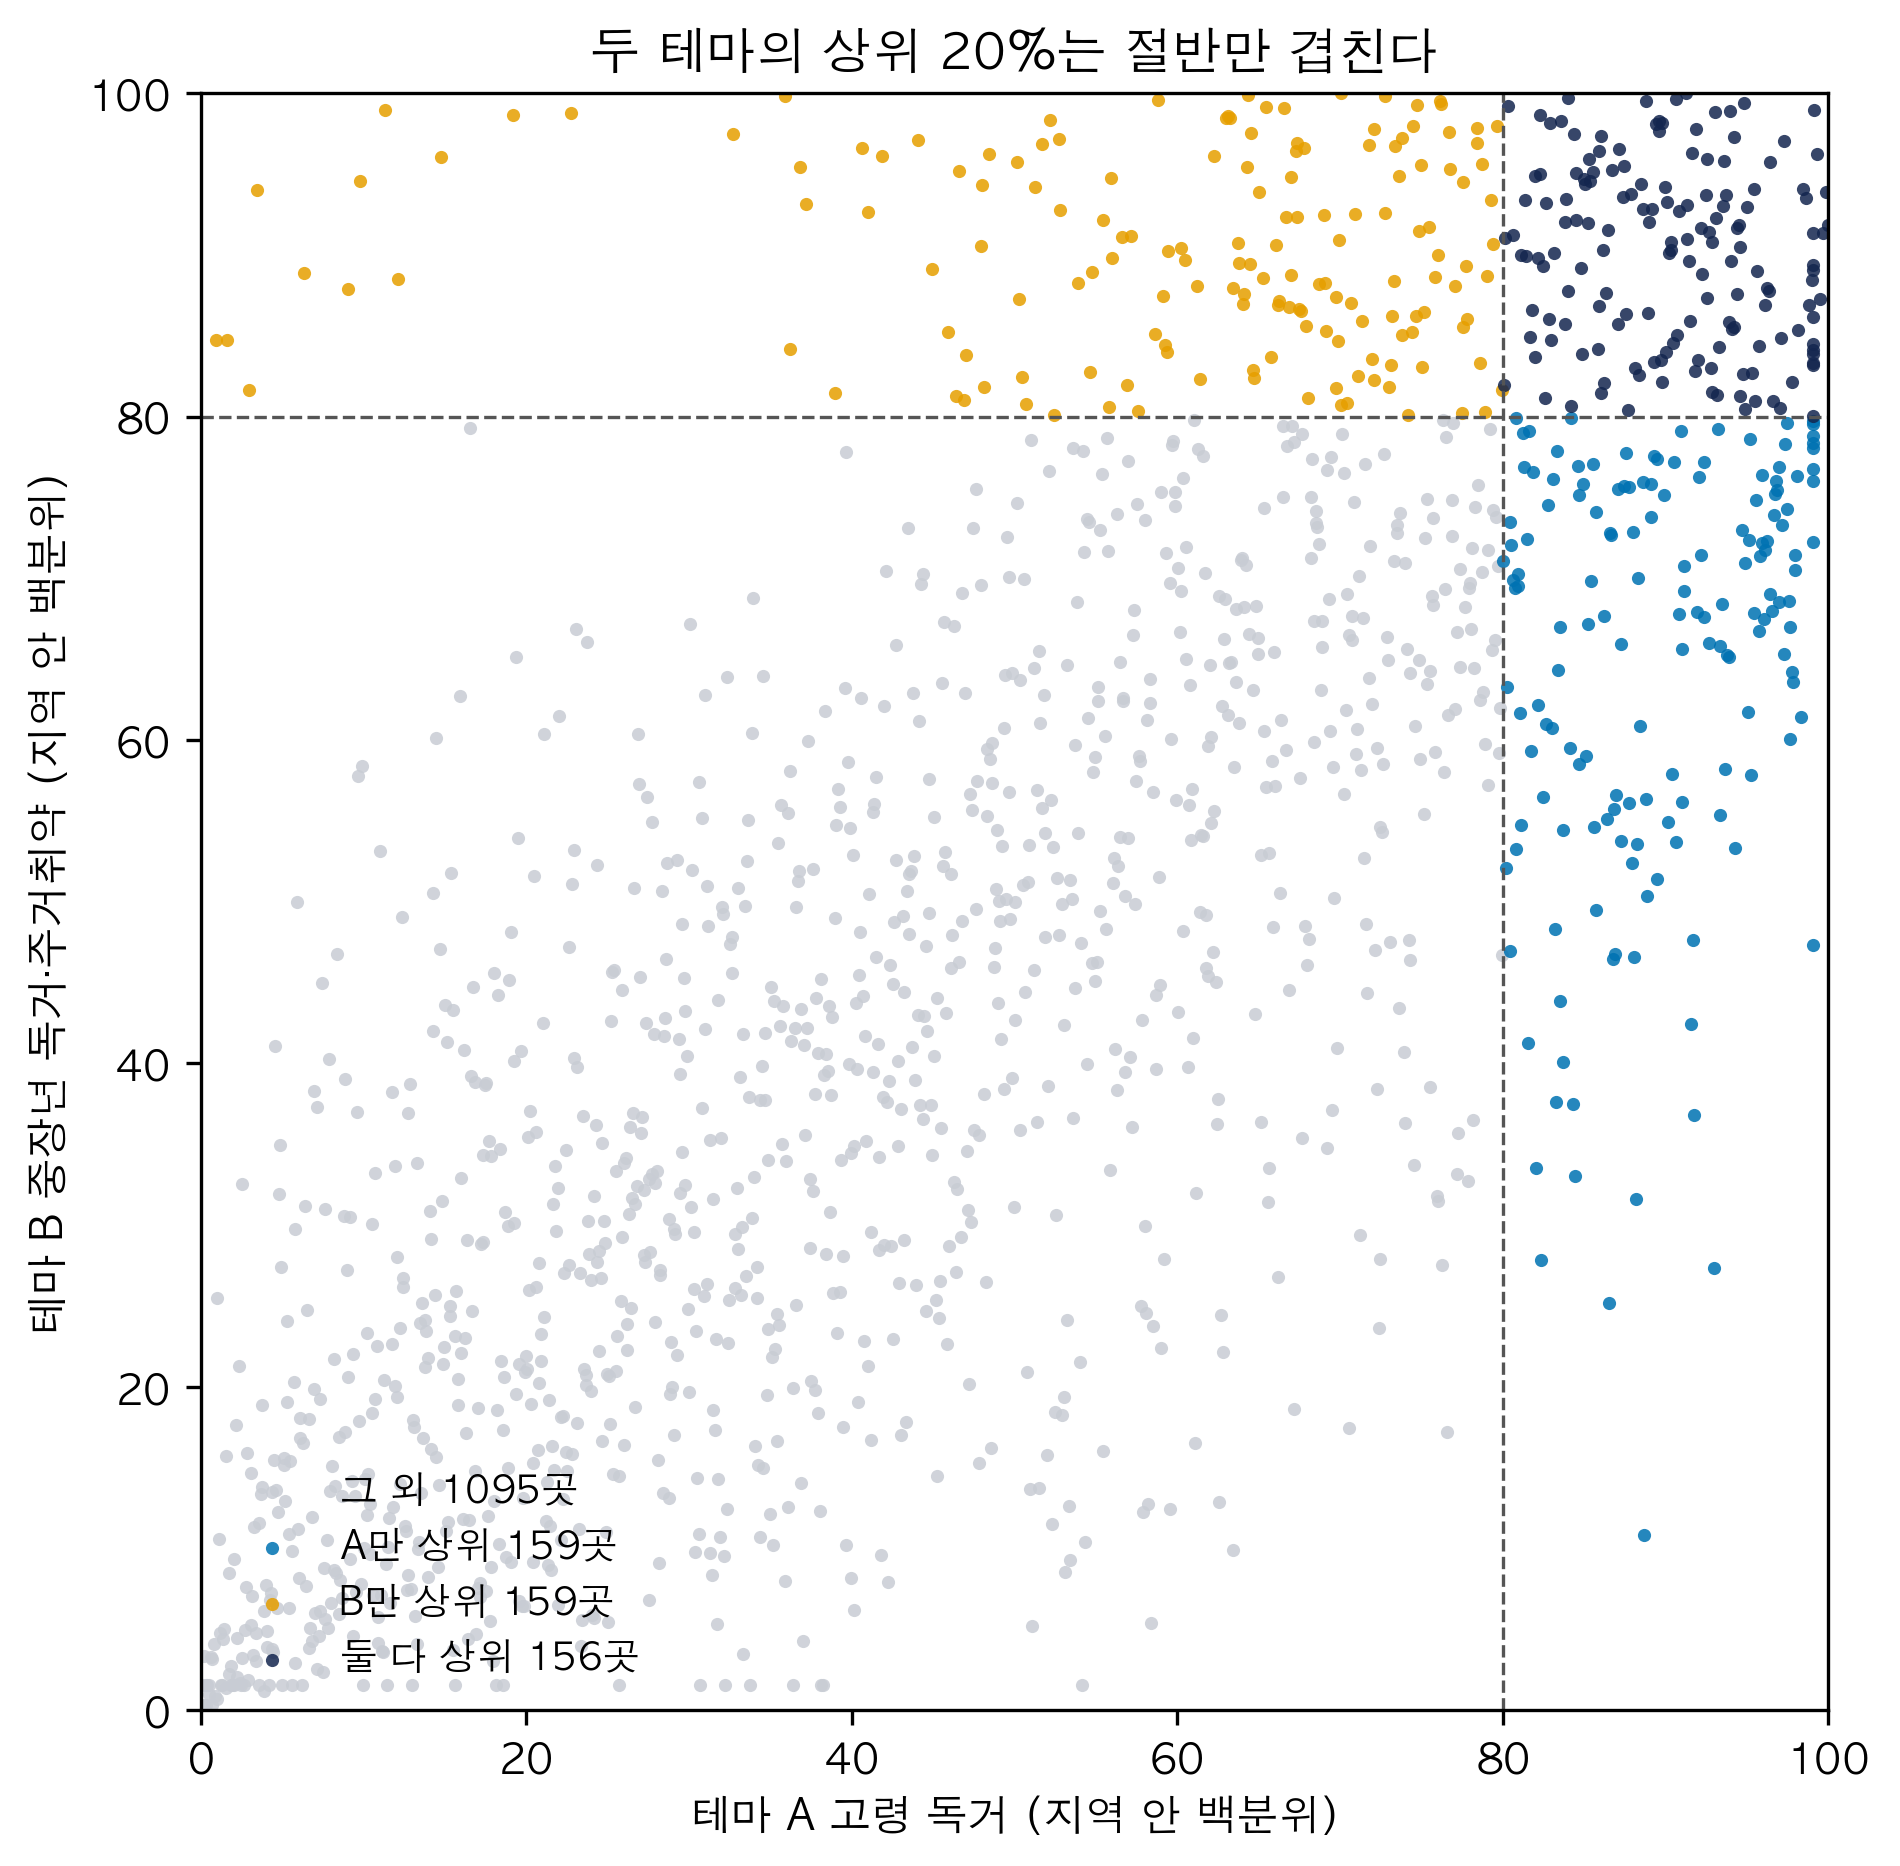 두 테마의 상위 20%는 절반만 겹친다
테마 B 중장년 독거·주거취약 (지역 안 백분위)
100
80
60
40
20
0
그 외 1095곳
A만 상위 159곳
B만 상위 159곳
둘 다 상위 156곳
0 20 40 60 80 100
테마 A 고령 독거 (지역 안 백분위)